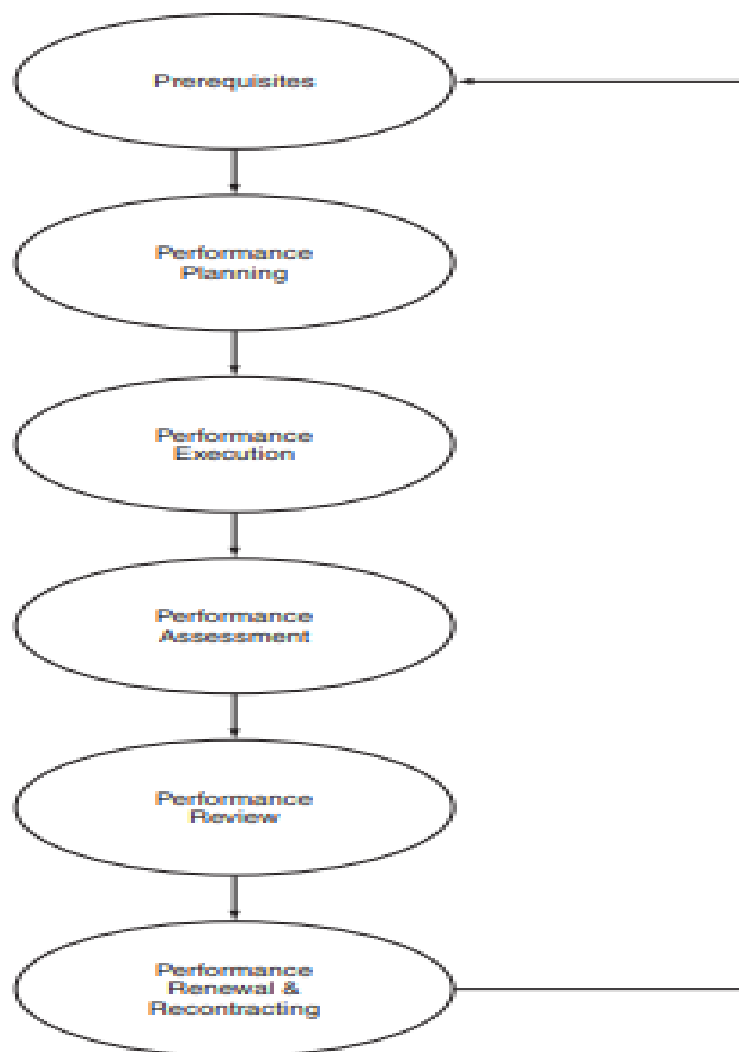 Prerequisites
Performance
Planning
Performance
Execution
Performance
Assessment
Performance
Review
Performance
Renewal &
Recontracting